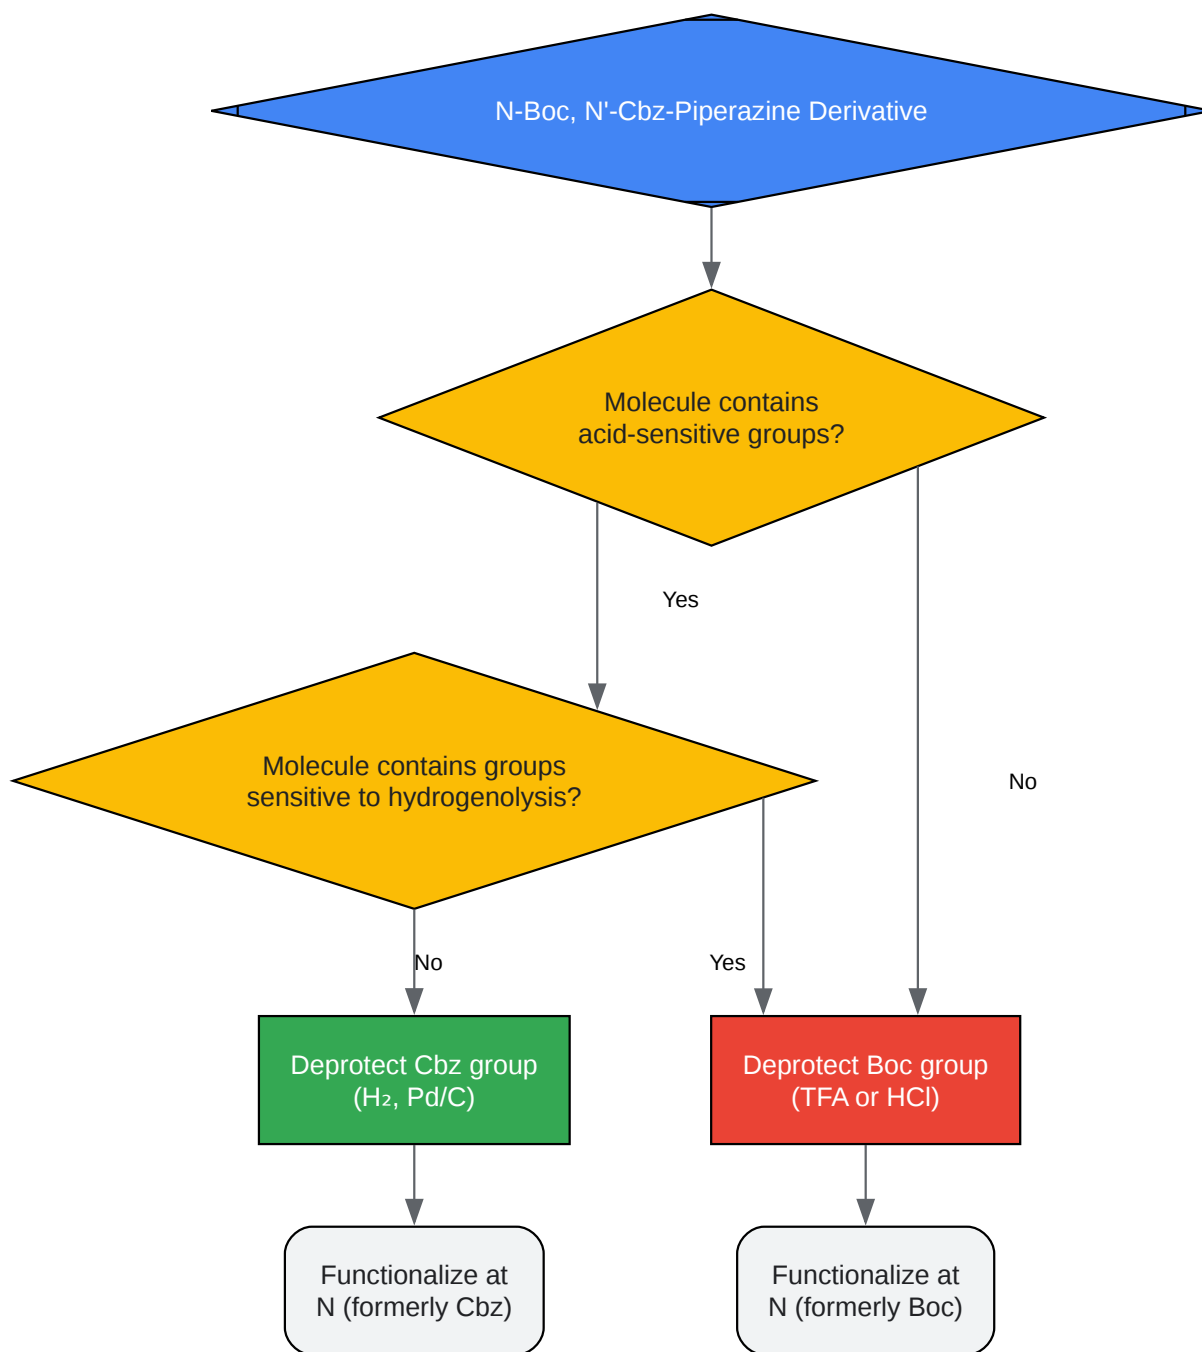 N-Boc, N'-Cbz-Piperazine Derivative
Molecule contains
acid-sensitive groups?
Yes
Molecule contains groups
sensitive to hydrogenolysis?
No
No
Yes
Deprotect Cbz group
(H₂, Pd/C)
Deprotect Boc group
(TFA or HCl)
Functionalize at
N (formerly Cbz)
Functionalize at
N (formerly Boc)